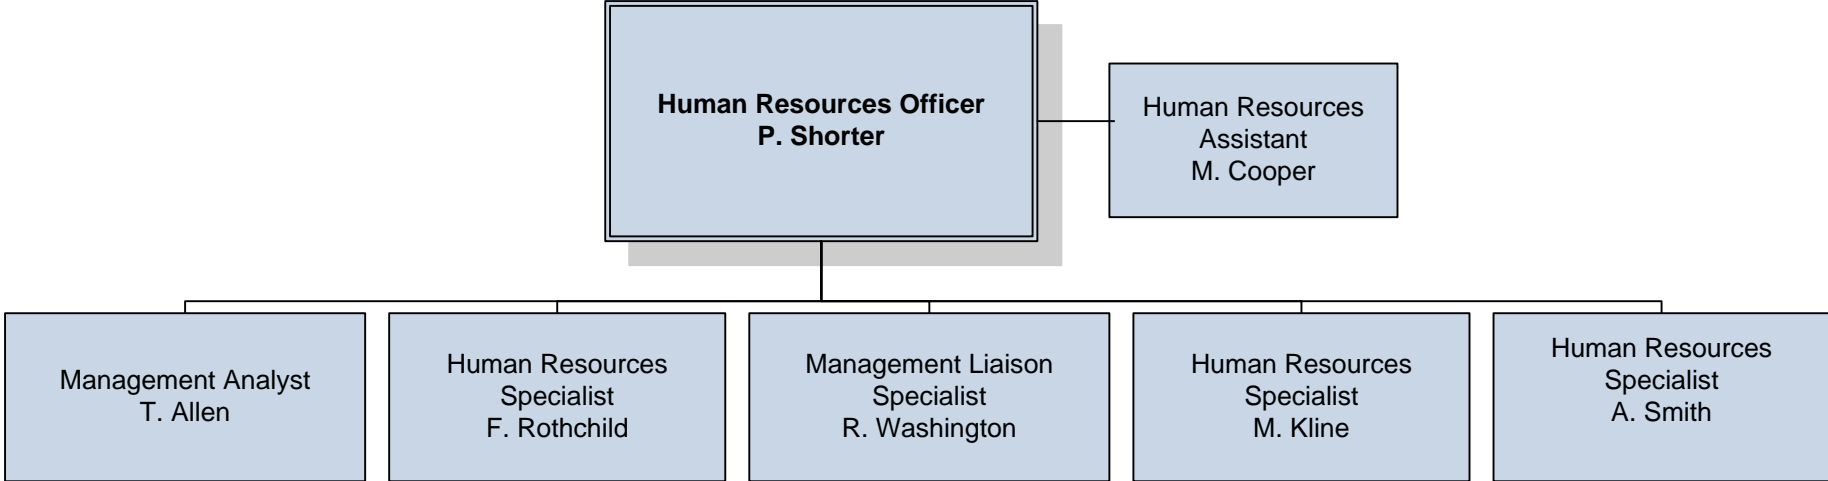 Human Resources Officer
P. Shorter
Human Resources
Assistant
M. Cooper
Management Analyst
T. Allen
Human Resources
Specialist
F. Rothchild
Management Liaison
Specialist
R. Washington
Human Resources
Specialist
M. Kline
Human Resources
Specialist
A. Smith